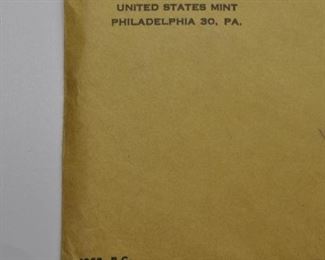 UNITED STATES MINT
PHILADELPHIA 30, PA.